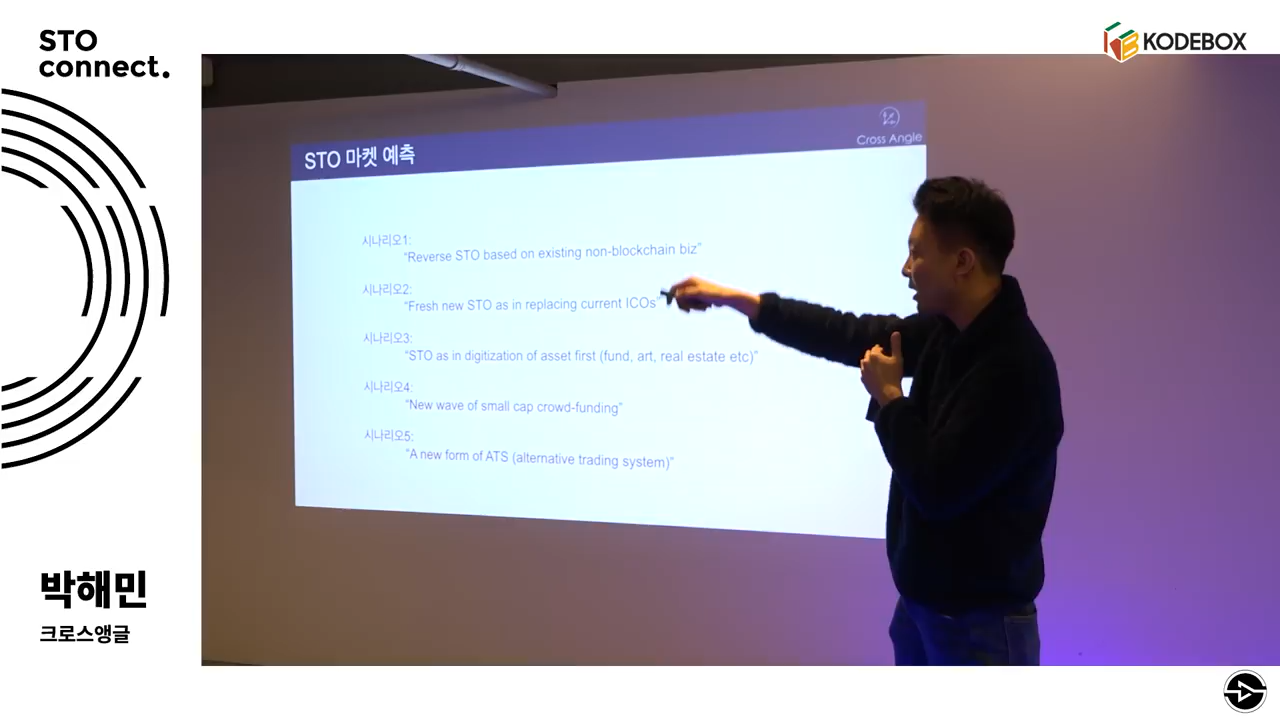 STO
connect.
KODEBOX
Cross Angle
STO 마켓 예측
시나리오1:
“Reverse STO based on existing non-blockchain biz”
시나리오2:
“Fresh new STO as in replacing current ICOs”
시나리오3:
“STO as in digitization of asset first (fund, art, real estate etc)”
시나리오4:
“New wave of small cap crowd-funding”
시나리오5:
“A new form of ATS (alternative trading system)”
박해민
크로스앵글